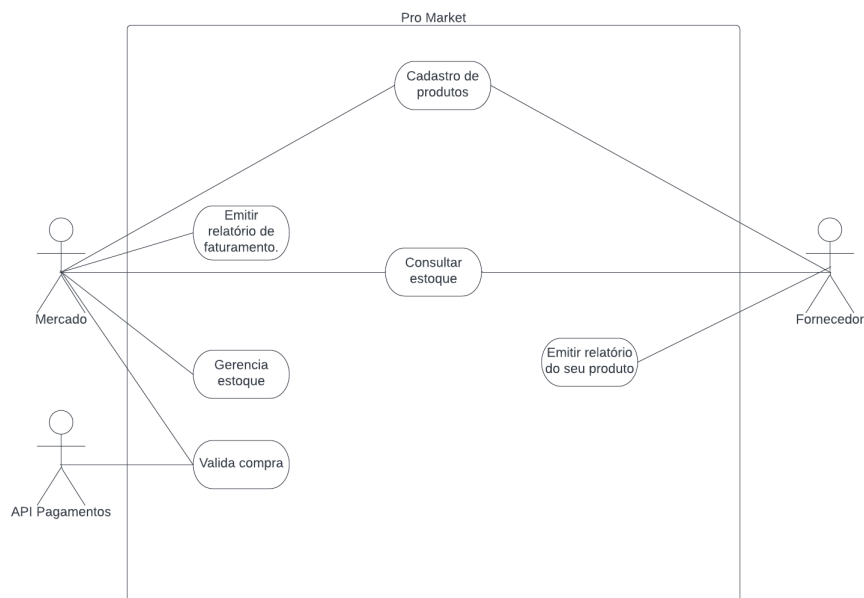 Pro Market
Cadastro de
produtos
Emitir
relatório de
faturamento.
Consultar
estoque
Mercado
Fornecedor
Emitir relatório
do seu produto
Gerencia
estoque
Valida compra
API Pagamentos